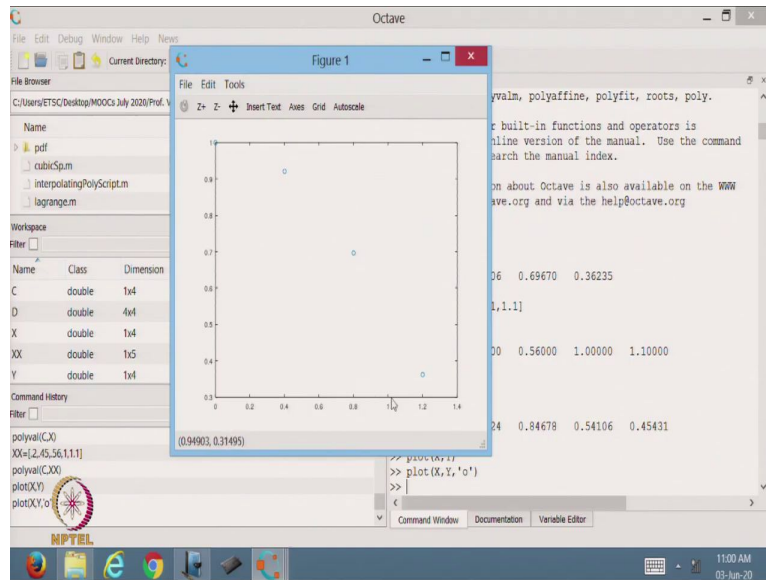 Octave
File Edit Debug Window Help News
Current Directory:
File Browser
C:/Users/ETSC/Desktop/MOOCs July 2020/Prof. V
Name
pdf
cubicSp.m
interpolatingPolyScript.m
lagrange.m
Workspace
Filter
Name Class Dimension
C double 1x4
D double 4x4
X double 1x4
XX double 1x5
Y double 1x4
Command History
Filter
polyval(C,X)
XX=[.2,.45,.56,1,1.1]
polyval(C,XX)
plot(X,Y)
plot(X,Y,'o')
NPTEL
Figure 1
File Edit Tools
Z+ Z- Insert Text Axes Grid Autoscale
1
0.9
0.8
0.7
0.6
0.5
0.4
0.3
0 0.2 0.4 0.6 0.8 1 1.2 1.4
(0.94903, 0.31495)
yvalm, polyaffine, polyfit, roots, poly.
r built-in functions and operators is
nline version of the manual. Use the command
earch the manual index.
on about Octave is also available on the WWW
ave.org and via the help@octave.org
06 0.69670 0.36235
1,1.1]
00 0.56000 1.00000 1.10000
24 0.84678 0.54106 0.45431
>> plot(X,Y)
>> plot(X,Y,'o')
>>
Command Window Documentation Variable Editor
11:00 AM
03-Jun-20